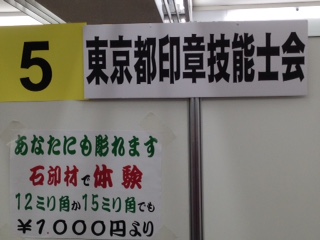 5
東京都印章技能士会
あなたにも彫れます
石印材で体験
12ミリ角か15ミリ角でも
¥1,000円より